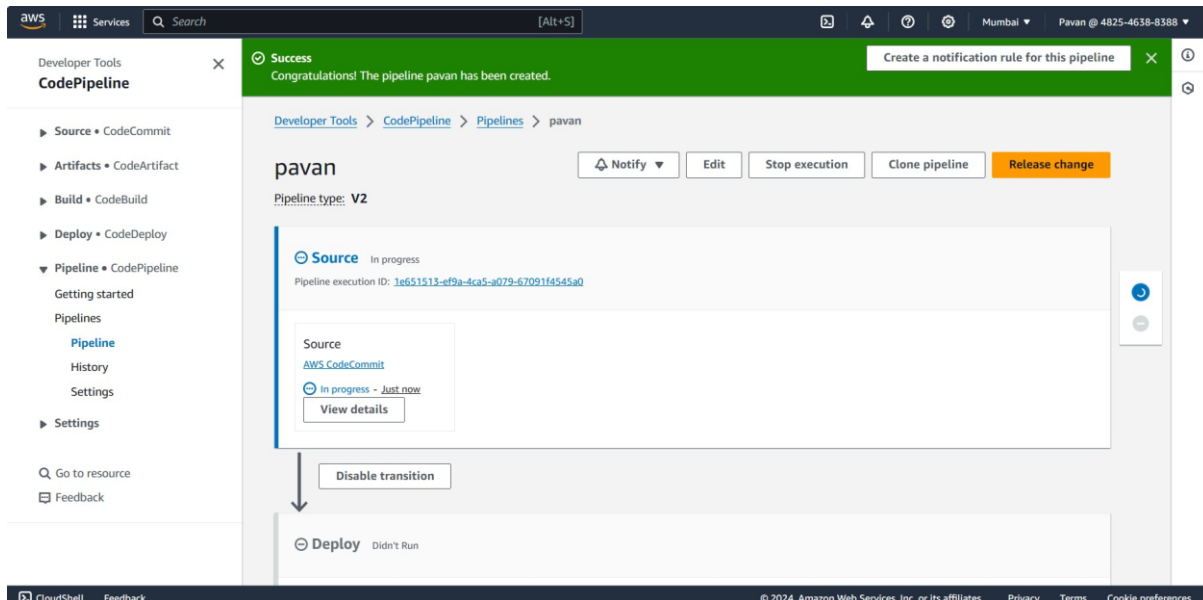 aws
Services
Search
[Alt+S]
Mumbai ▼
Pavan @ 4825-4638-8388 ▼
Developer Tools
CodePipeline
Source • CodeCommit
Artifacts • CodeArtifact
Build • CodeBuild
Deploy • CodeDeploy
Pipeline • CodePipeline
Getting started
Pipelines
Pipeline
History
Settings
Settings
Go to resource
Feedback
Success
Congratulations! The pipeline pavan has been created.
Create a notification rule for this pipeline
Developer Tools > CodePipeline > Pipelines > pavan
pavan
Notify ▼
Edit
Stop execution
Clone pipeline
Release change
Pipeline type: V2
Source In progress
Pipeline execution ID: 1e651513-ef9a-4ca5-a079-67091f4545a0
Source
AWS CodeCommit
In progress - Just now
View details
Disable transition
Deploy Didn't Run
CloudShell Feedback
© 2024, Amazon Web Services, Inc. or its affiliates. Privacy Terms Cookie preferences